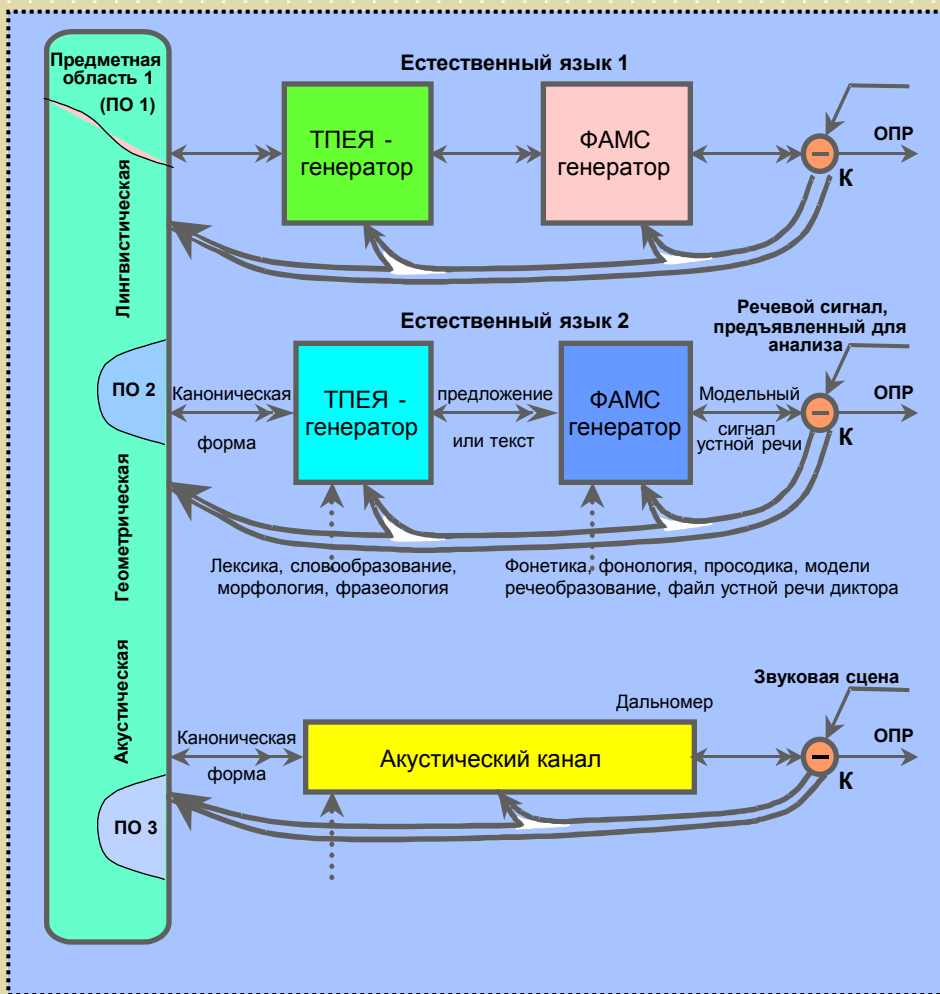 Предметная
область 1
(ПО 1)
Лингвистическая
ПО 2
Геометрическая
Акустическая
ПО 3
Естественный язык 1
ТПЕЯ -
генератор
ФАМС
генератор
ОПР
К
Естественный язык 2
Речевой сигнал,
предъявленный для
анализа
Каноническая
форма
ТПЕЯ -
генератор
предложение
или текст
ФАМС
генератор
Модельный
сигнал
устной речи
ОПР
К
Лексика, словообразование,
морфология, фразеология
Фонетика, фонология, просодика, модели
речеобразование, файл устной речи диктора
Звуковая сцена
Дальномер
Каноническая
форма
Акустический канал
ОПР
К